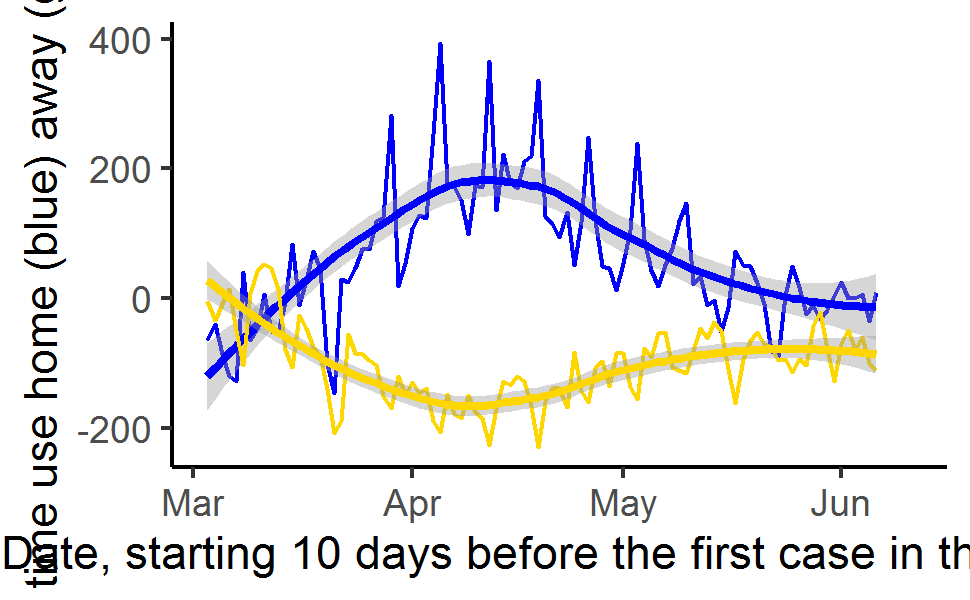 time use home (blue) away (
400
200
0
-200
Mar Apr May Jun
Date, starting 10 days before the first case in th